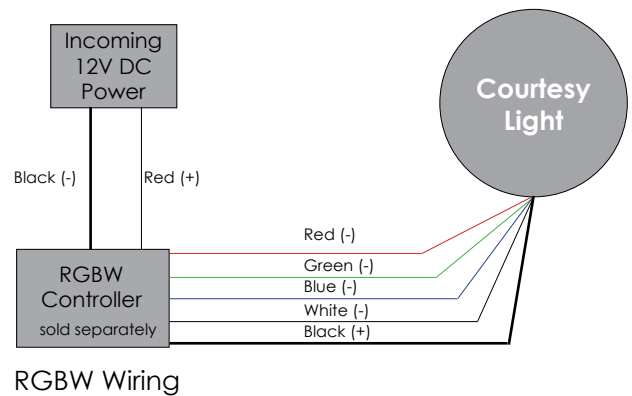 Incoming
12V DC
Power
Courtesy
Light
Black (-)
Red (+)
Red (-)
Green (-)
Blue (-)
White (-)
Black (+)
RGBW
Controller
sold separately
RGBW Wiring